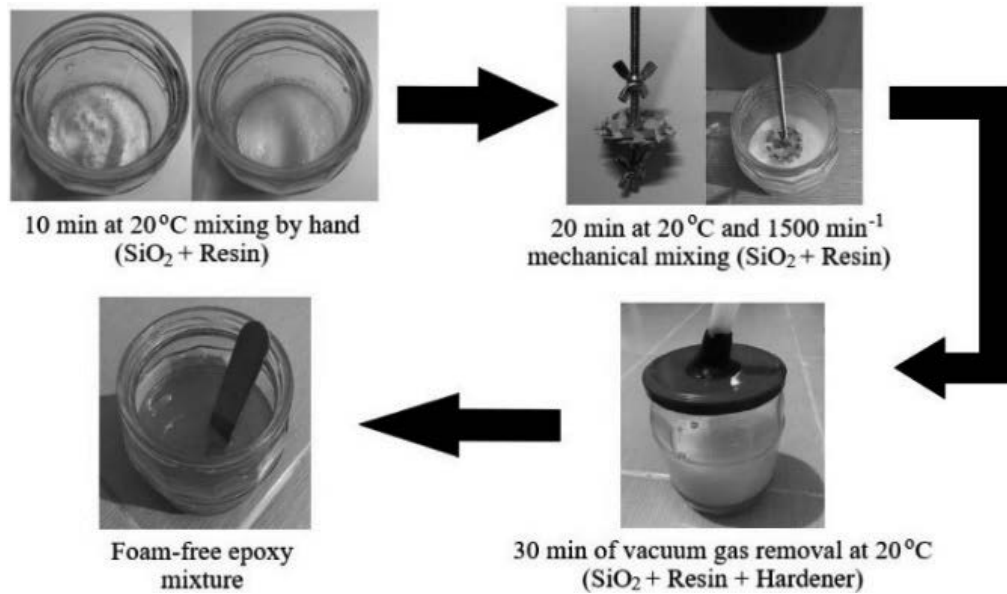 10 min at 20°C mixing by hand
(SiO₂ + Resin)
20 min at 20°C and 1500 min⁻¹
mechanical mixing (SiO₂ + Resin)
30 min of vacuum gas removal at 20°C
(SiO₂ + Resin + Hardener)
Foam-free epoxy
mixture